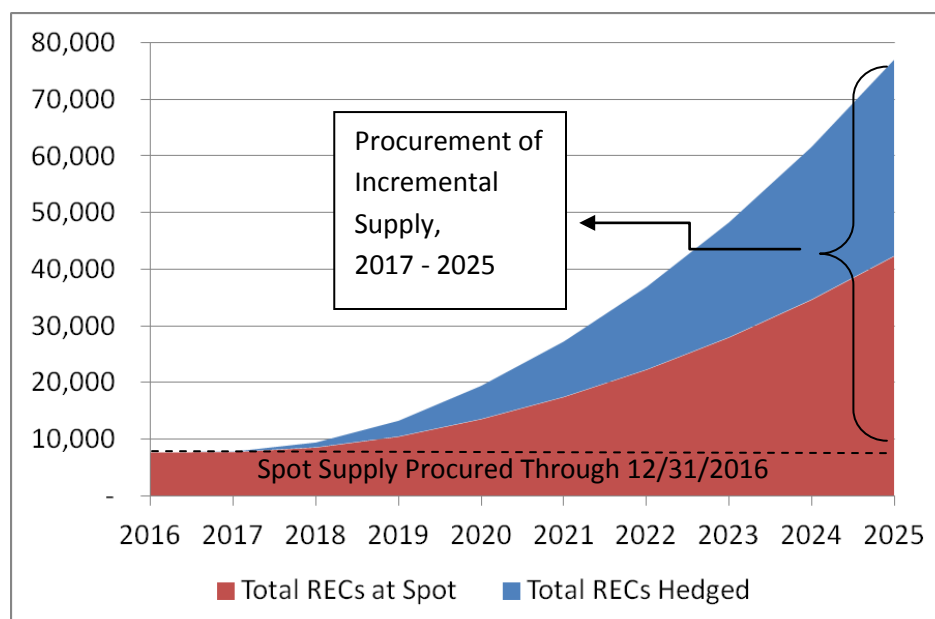 80,000
70,000
60,000
50,000
40,000
30,000
20,000
10,000
-
Procurement of
Incremental
Supply,
2017 - 2025
Spot Supply Procured Through 12/31/2016
2016 2017 2018 2019 2020 2021 2022 2023 2024 2025
Total RECs at Spot Total RECs Hedged